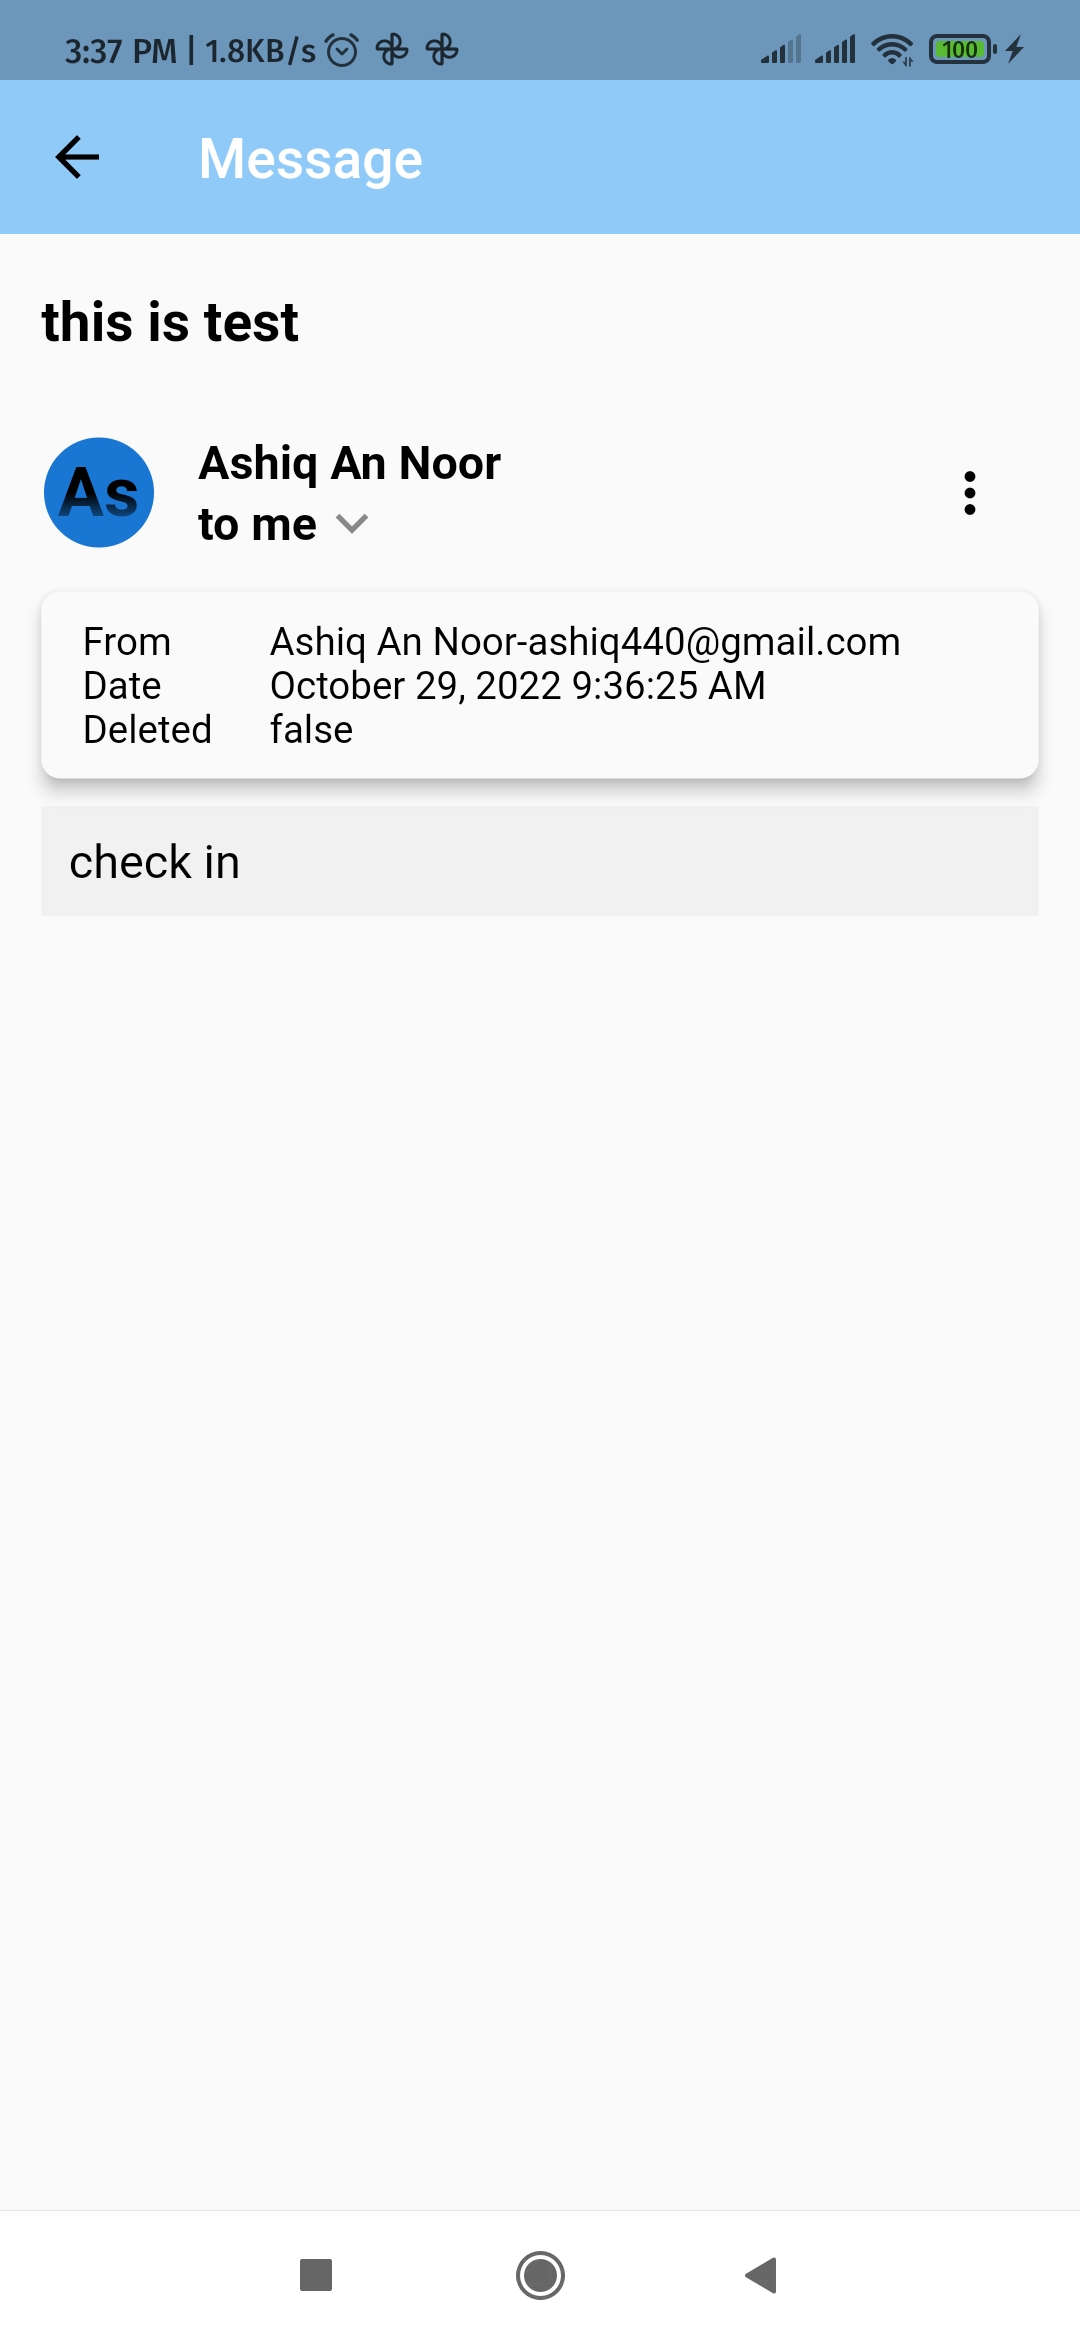 3:37 PM | 1.8KB/s 100
Message
this is test
As Ashiq An Noor
to me
From Ashiq An Noor-ashiq440@gmail.com
Date October 29, 2022 9:36:25 AM
Deleted false
check in